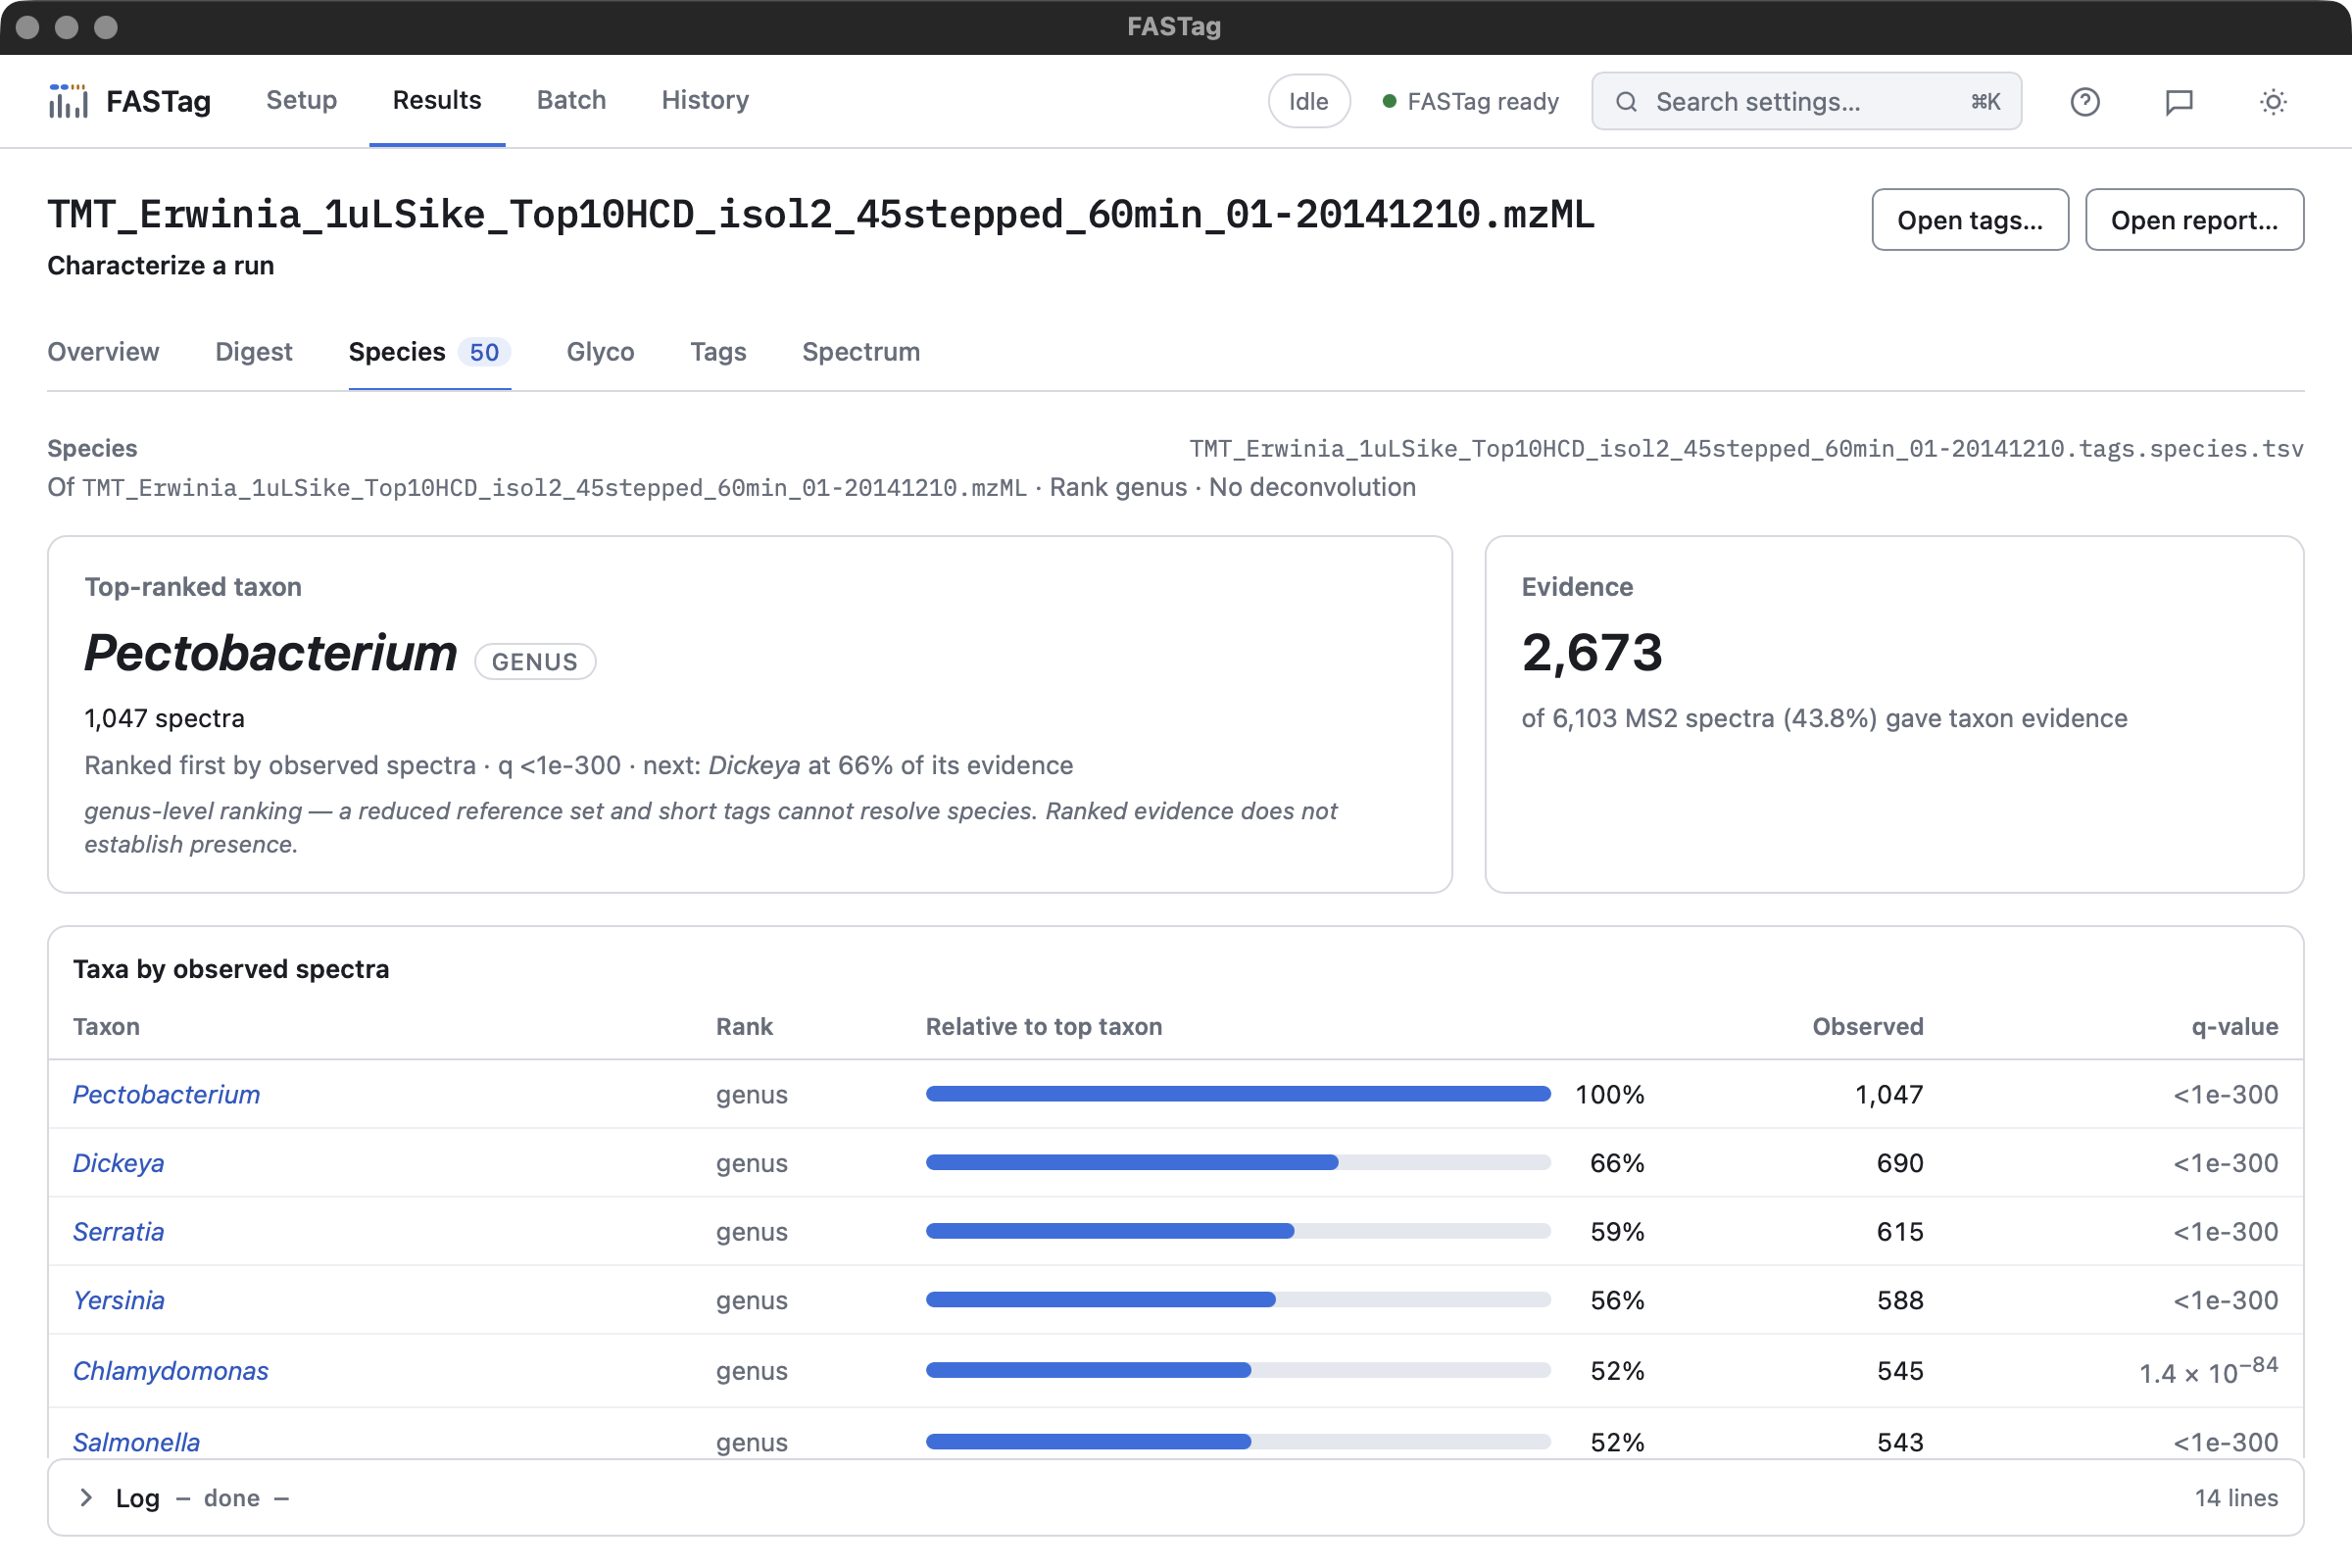 FASTag
FASTag Setup Results Batch History Idle FASTag ready Search settings... ⌘K
TMT_Erwinia_1uLSike_Top10HCD_isol2_45stepped_60min_01-20141210.mzML Open tags... Open report...
Characterize a run
Overview Digest Species 50 Glyco Tags Spectrum
Species TMT_Erwinia_1uLSike_Top10HCD_isol2_45stepped_60min_01-20141210.tags.species.tsv
Of TMT_Erwinia_1uLSike_Top10HCD_isol2_45stepped_60min_01-20141210.mzML · Rank genus · No deconvolution
Top-ranked taxon
Pectobacterium GENUS
1,047 spectra
Ranked first by observed spectra · q <1e-300 · next: Dickeya at 66% of its evidence
genus-level ranking — a reduced reference set and short tags cannot resolve species. Ranked evidence does not
establish presence.
Evidence
2,673
of 6,103 MS2 spectra (43.8%) gave taxon evidence
Taxa by observed spectra
Taxon Rank Relative to top taxon Observed q-value
Pectobacterium genus 100% 1,047 <1e-300
Dickeya genus 66% 690 <1e-300
Serratia genus 59% 615 <1e-300
Yersinia genus 56% 588 <1e-300
Chlamydomonas genus 52% 545 1.4 × 10⁻⁸⁴
Salmonella genus 52% 543 <1e-300
Log – done – 14 lines